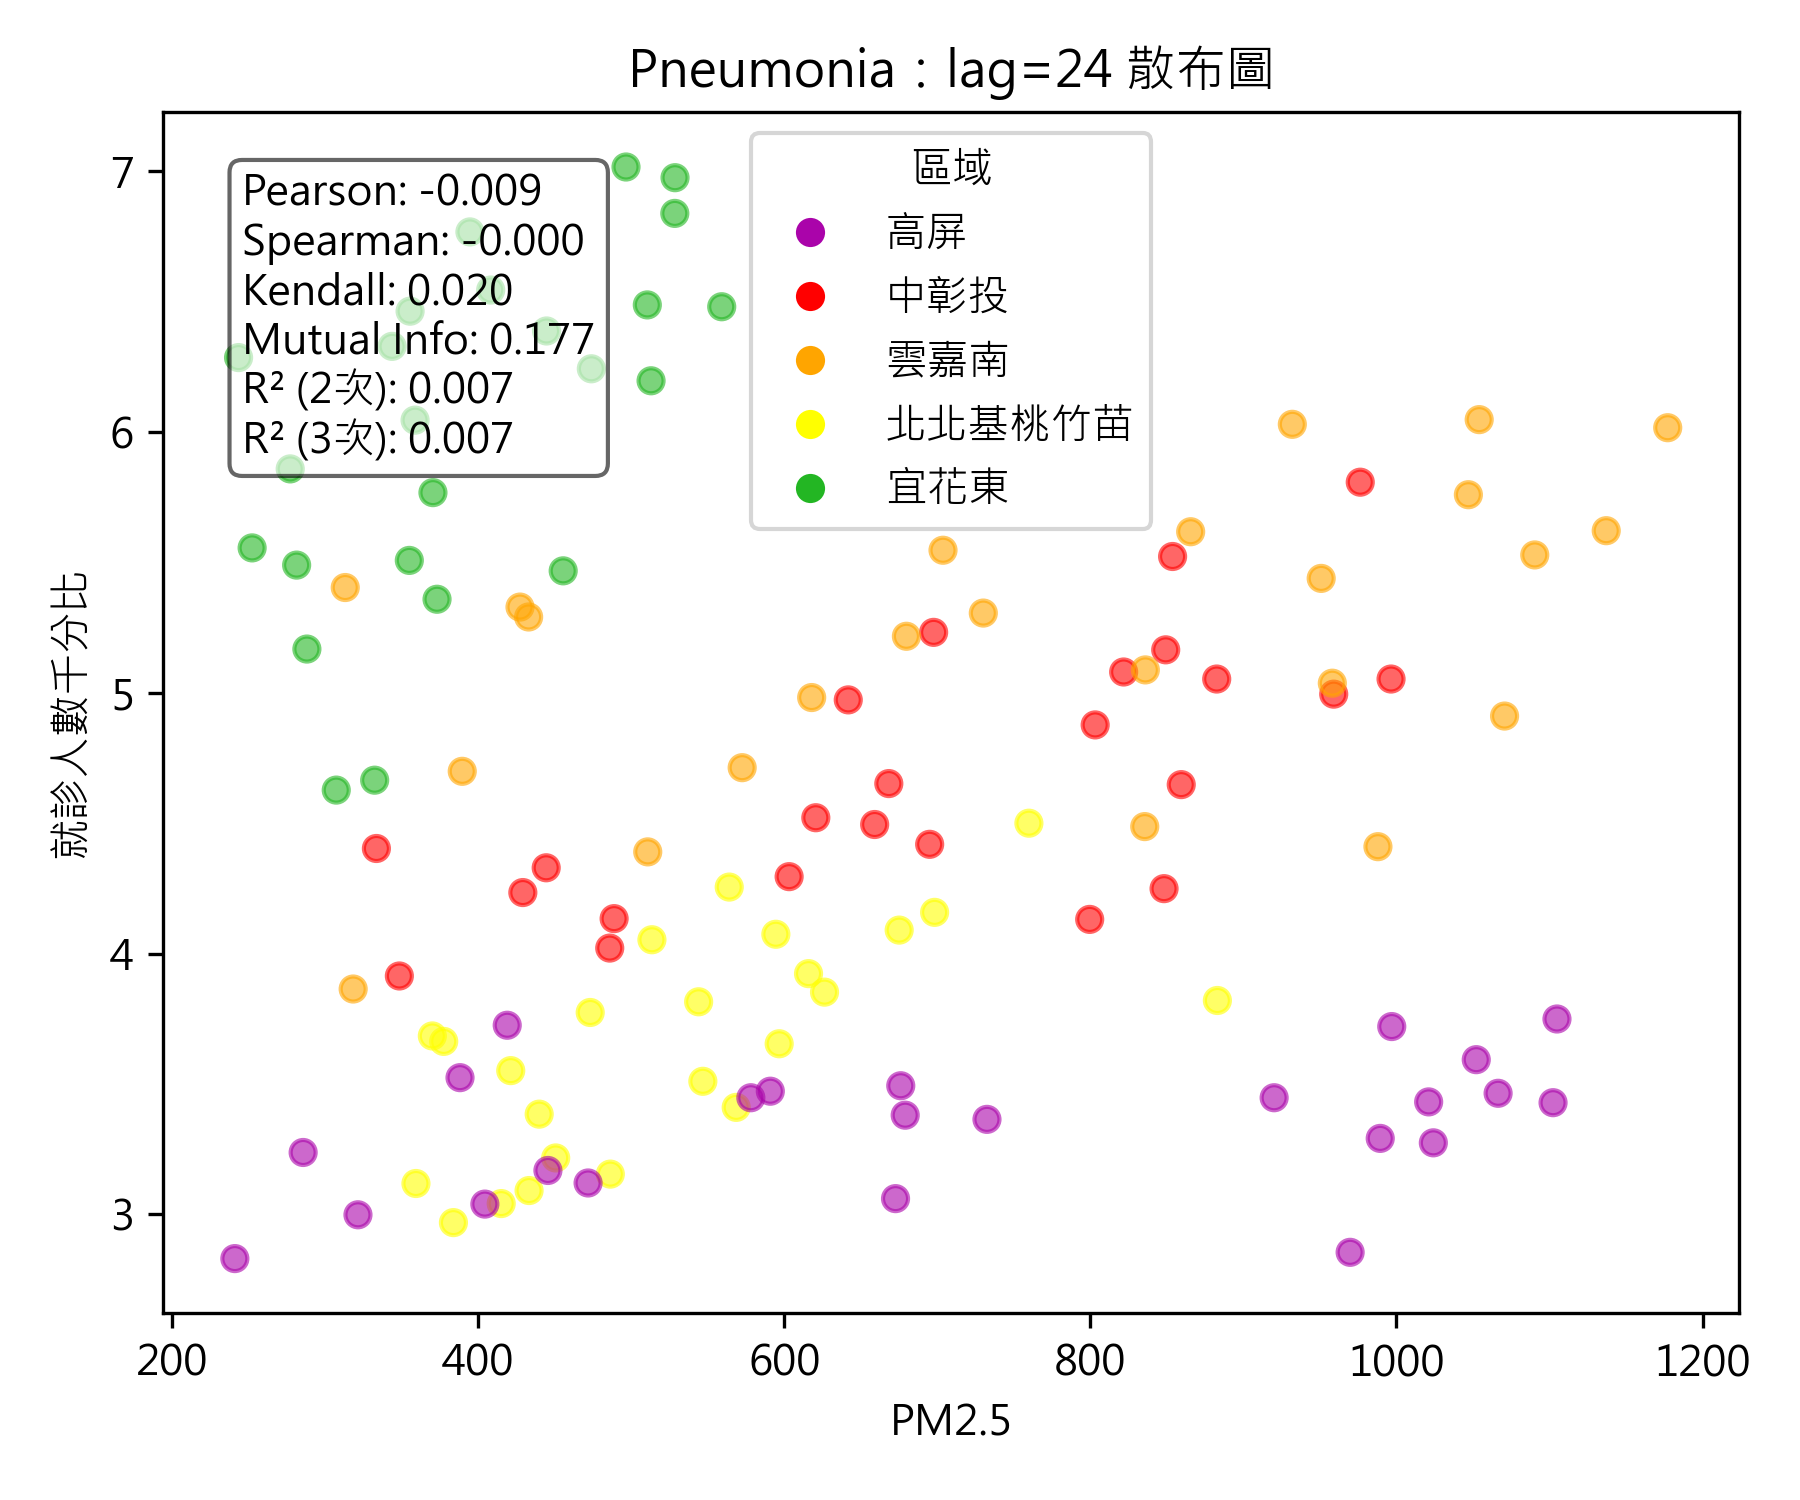 Pneumonia：lag=24 散布圖
Pearson: -0.009
Spearman: -0.000
Kendall: 0.020
Mutual Info: 0.177
R² (2次): 0.007
R² (3次): 0.007
區域
高屏
中彰投
雲嘉南
北北基桃竹苗
宜花東
就診人數千分比
7
6
5
4
3
200 400 600 800 1000 1200
PM2.5